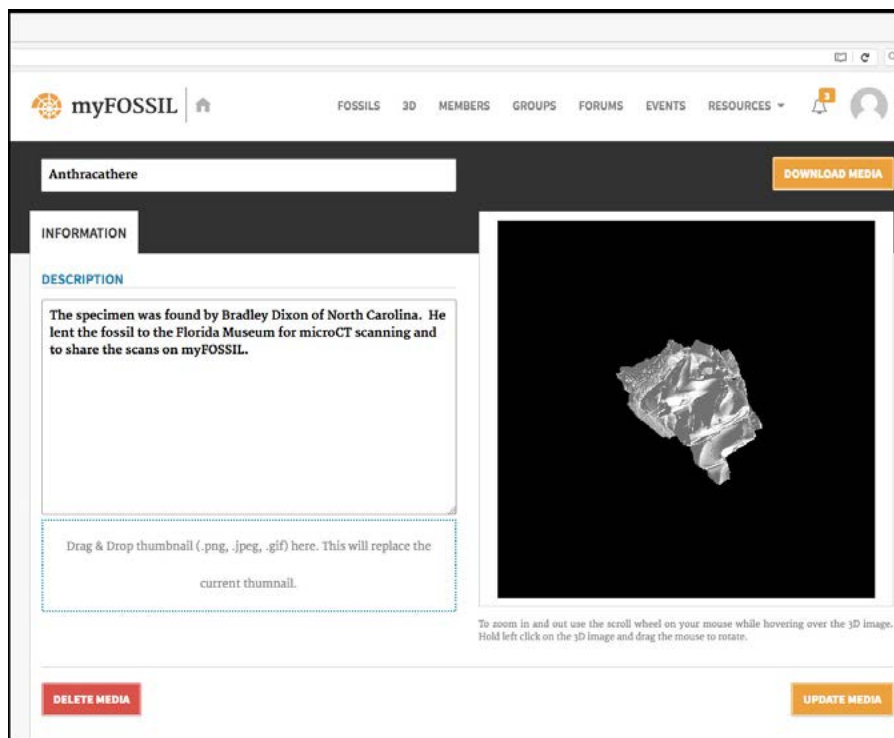 myFOSSIL
FOSSILS 3D MEMBERS GROUPS FORUMS EVENTS RESOURCES
3
Anthracathere
DOWNLOAD MEDIA
INFORMATION
DESCRIPTION
The specimen was found by Bradley Dixon of North Carolina. He
lent the fossil to the Florida Museum for microCT scanning and
to share the scans on myFOSSIL.
Drag & Drop thumbnail (.png, .jpeg, .gif) here. This will replace the
current thumnail.
To zoom in and out use the scroll wheel on your mouse while hovering over the 3D image.
Hold left click on the 3D image and drag the mouse to rotate.
DELETE MEDIA
UPDATE MEDIA